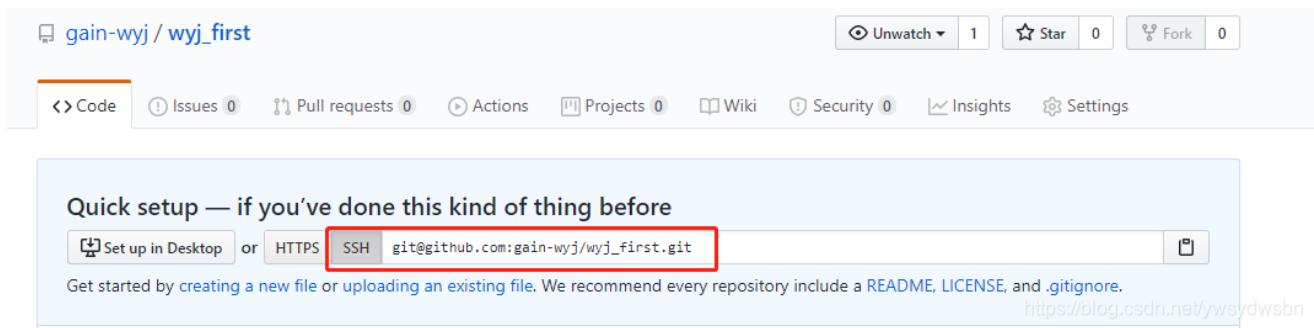 gain-wyj / wyj_first
Unwatch 1 Star 0 Fork 0
<> Code Issues 0 Pull requests 0 Actions Projects 0 Wiki Security 0 Insights Settings
Quick setup — if you've done this kind of thing before
Set up in Desktop or HTTPS SSH git@github.com:gain-wyj/wyj_first.git
Get started by creating a new file or uploading an existing file. We recommend every repository include a README, LICENSE, and .gitignore.
https://blog.csdn.net/ywsydwsbn